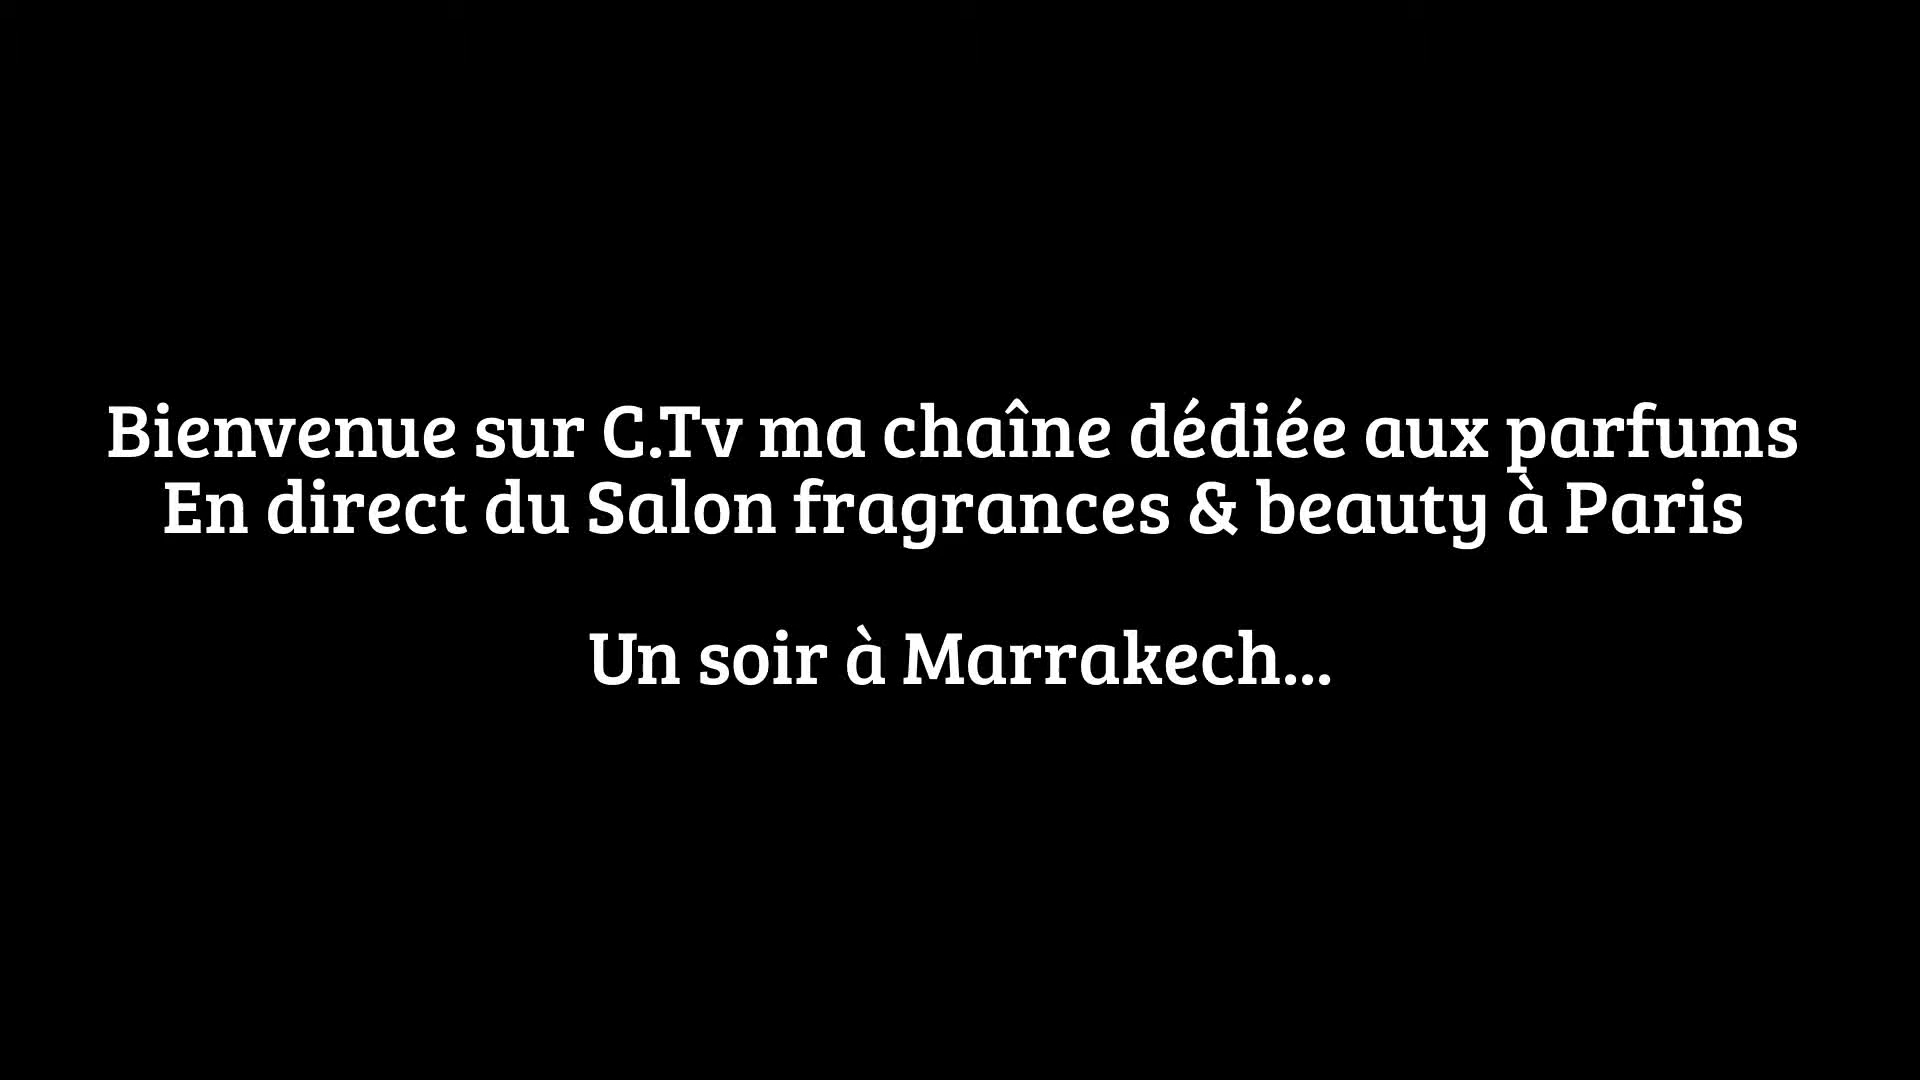 Bienvenue sur C.Tv ma chaîne dédiée aux parfums
En direct du Salon fragrances & beauty à Paris
Un soir à Marrakech...